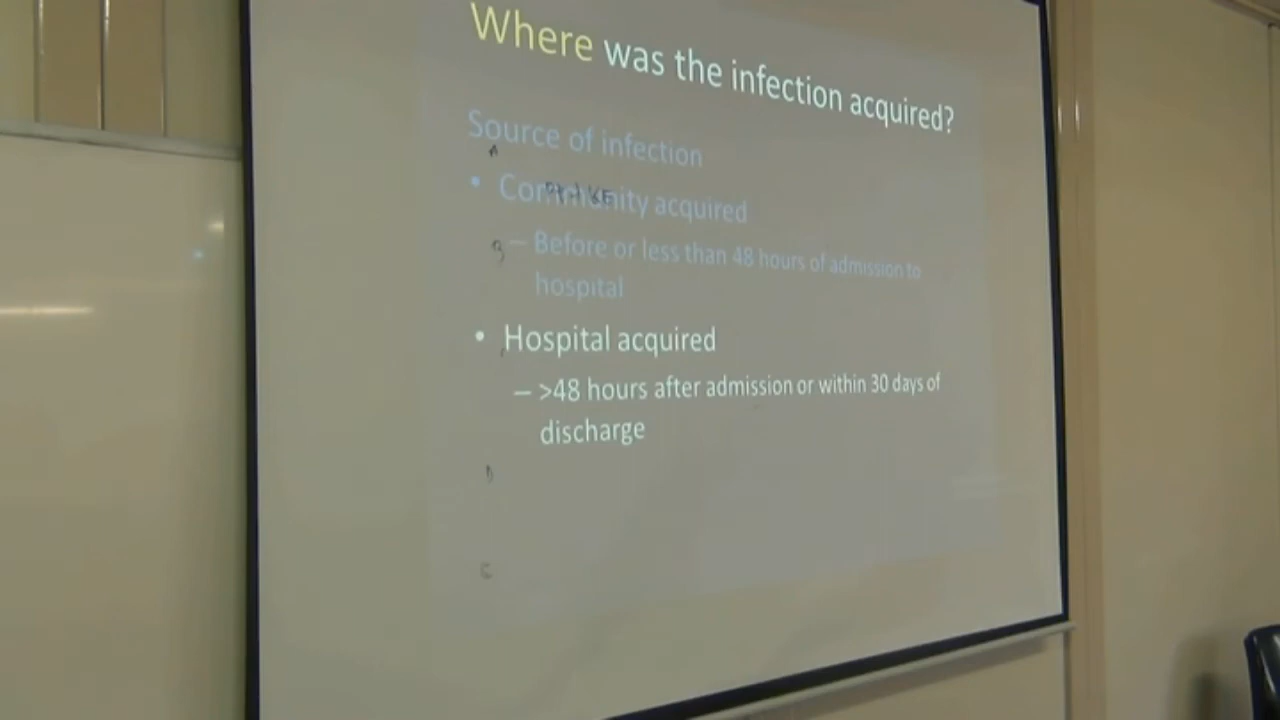 Where was the infection acquired?
Source of infection
• Community acquired
– Before or less than 48 hours of admission to
hospital
• Hospital acquired
– >48 hours after admission or within 30 days of
discharge